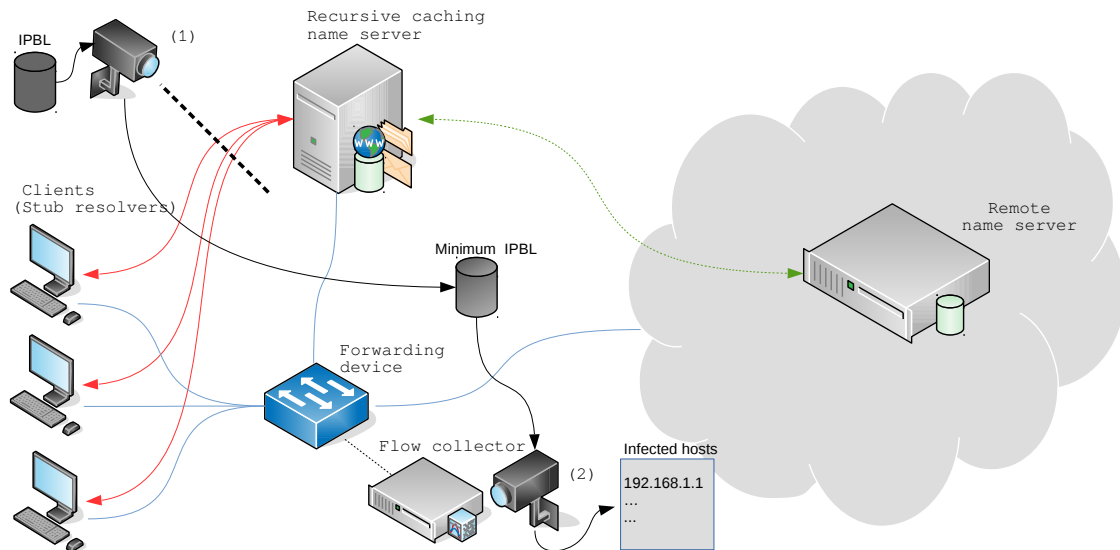 Recursive caching
name server
IPBL
(1)
WWW
Clients
(Stub resolvers)
Remote
name server
Minimum IPBL
Forwarding
device
Flow collector
(2)
Infected hosts
192.168.1.1
...
...